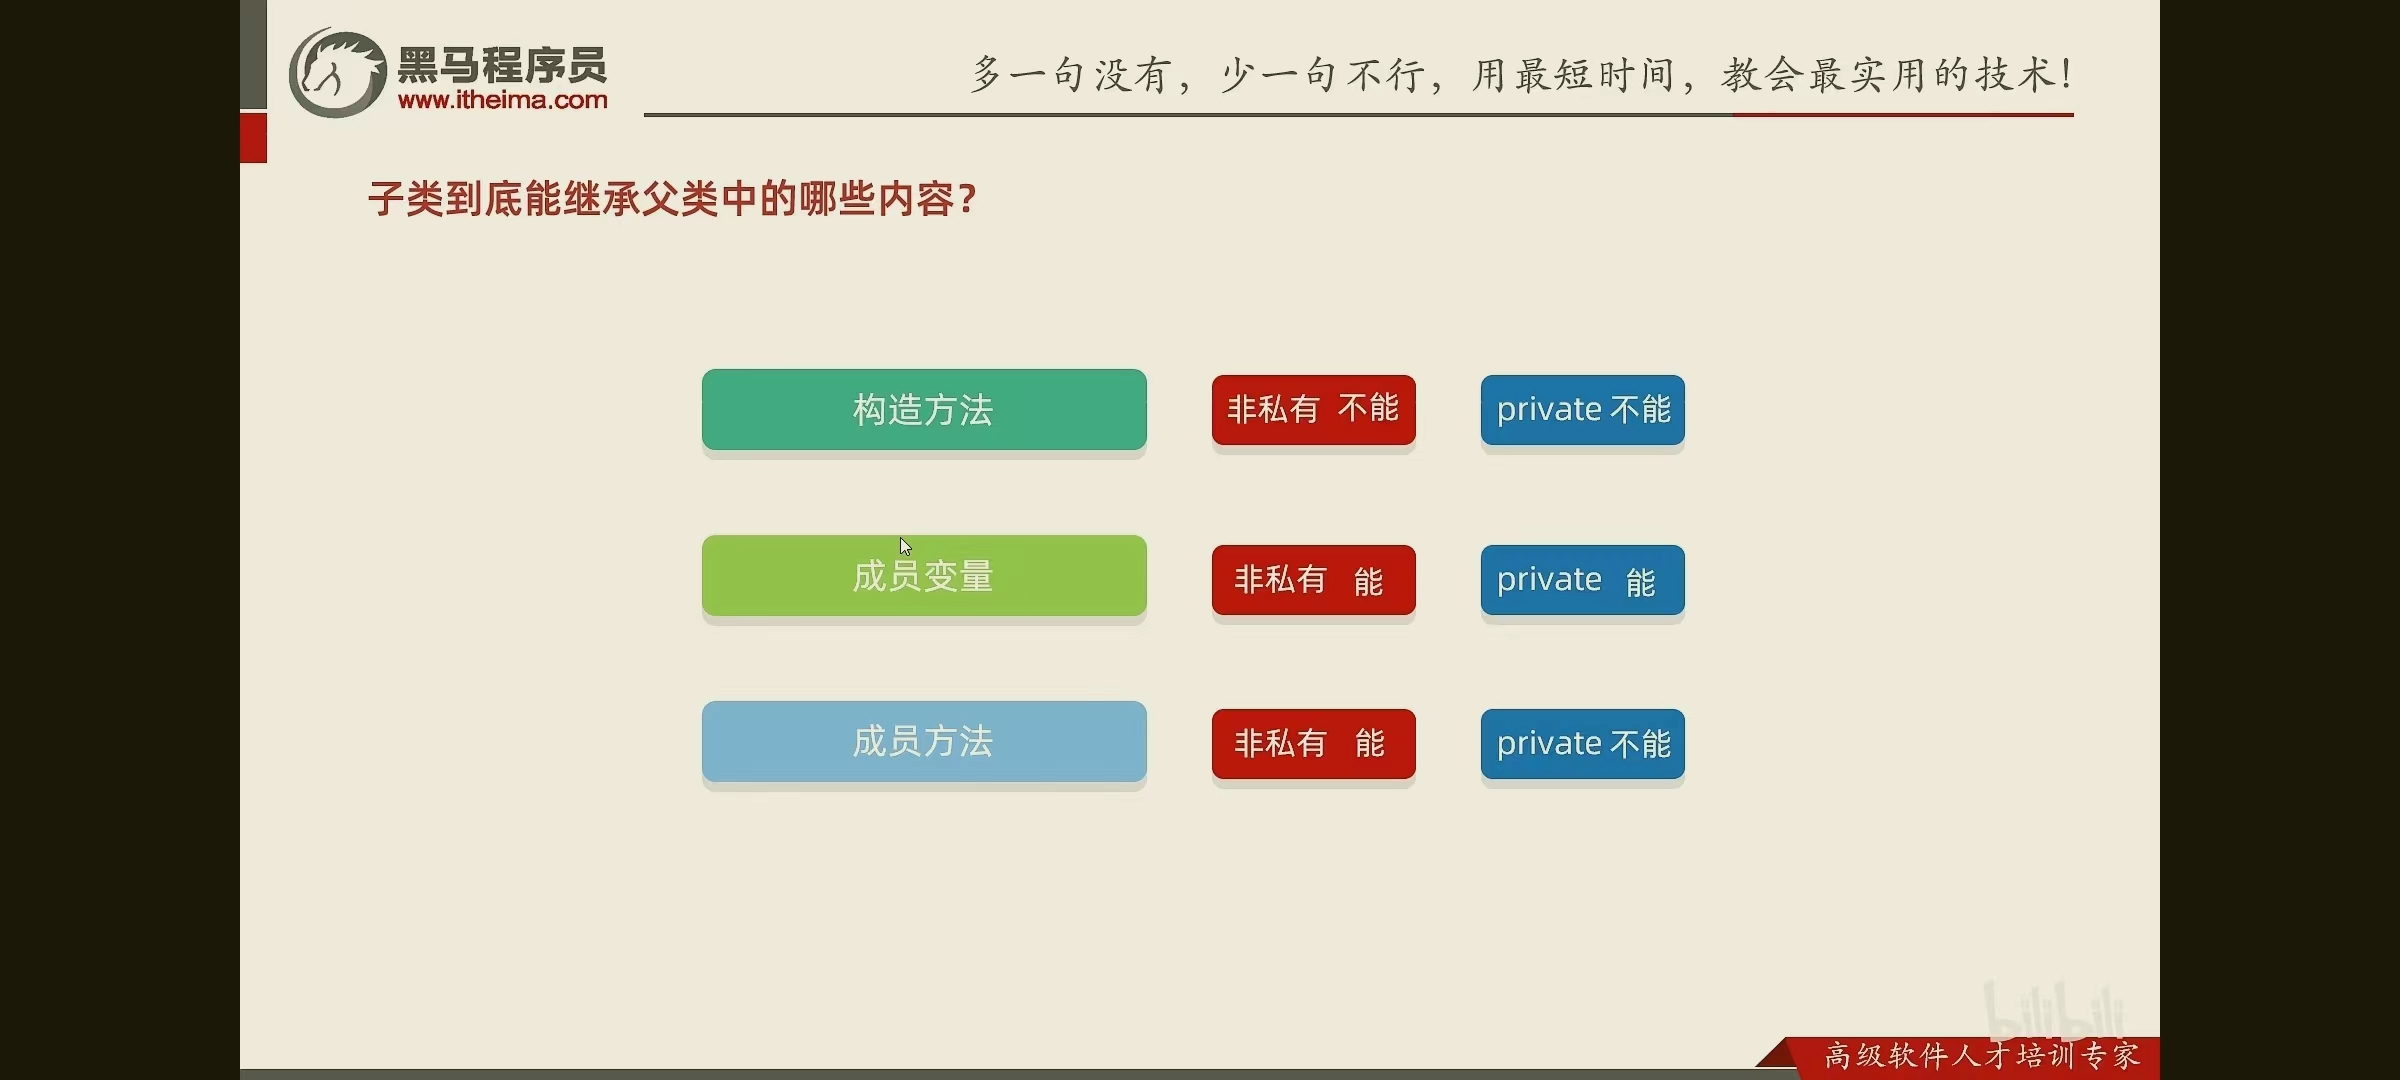 黑马程序员
www.itheima.com
多一句没有，少一句不行，用最短时间，教会最实用的技术！
子类到底能继承父类中的哪些内容？
构造方法 非私有 不能 private 不能
成员变量 非私有 能 private 能
成员方法 非私有 能 private 不能
bilibili
高级软件人才培训专家